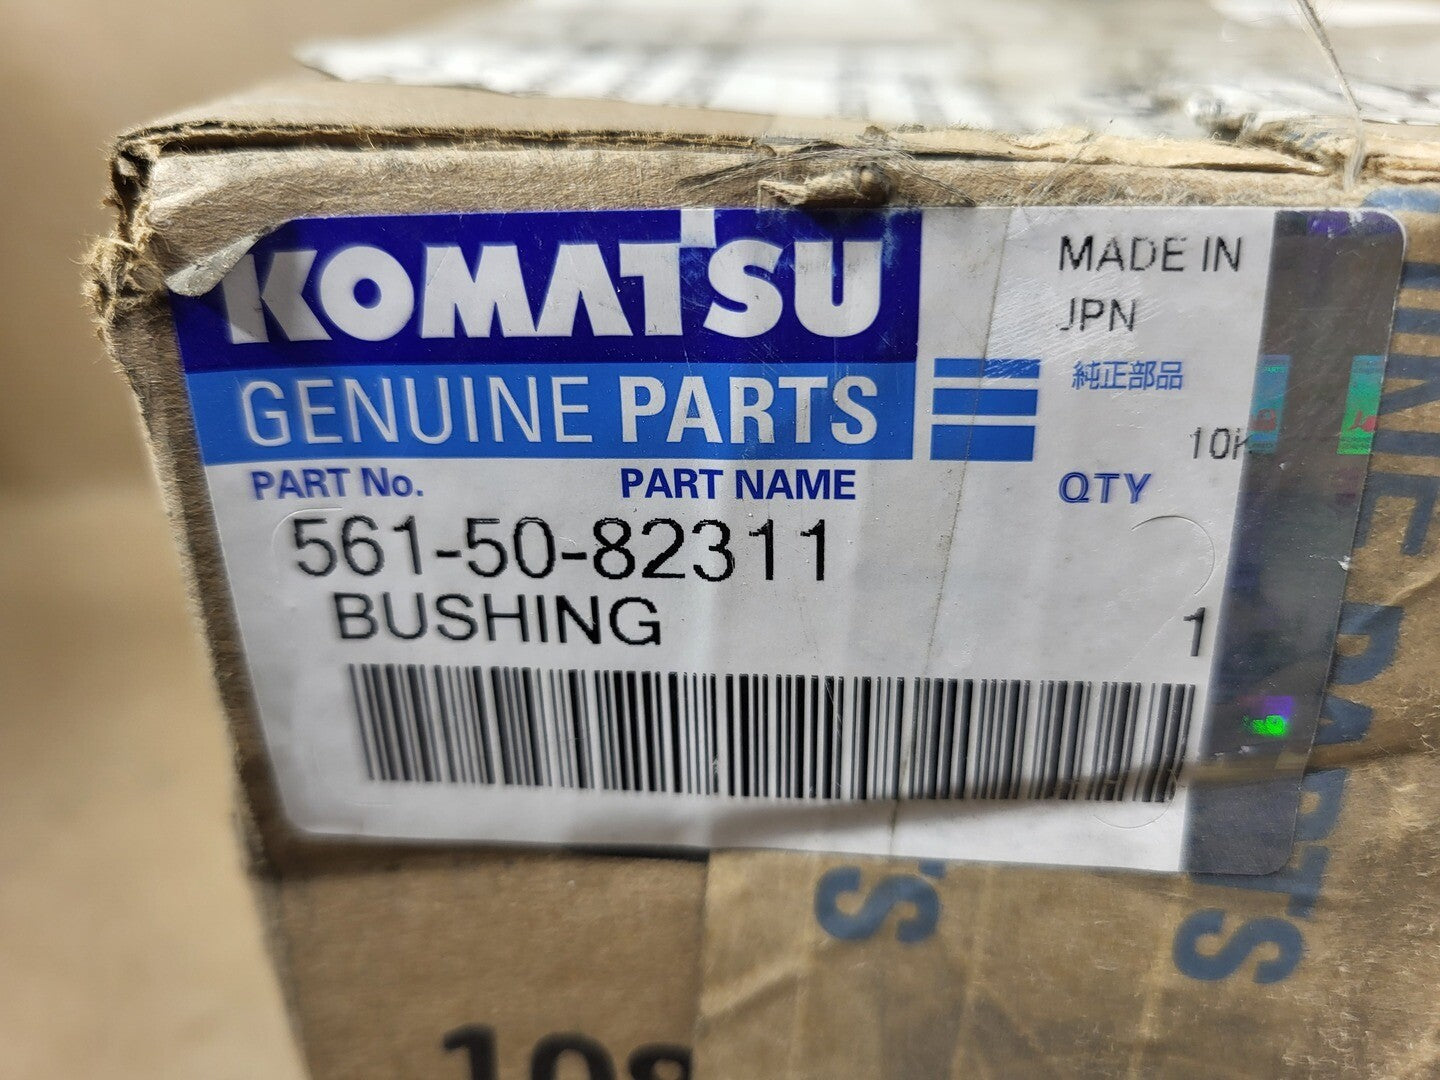 KOMATSU
GENUINE PARTS
MADE IN
JPN
純正部品
PART No.
PART NAME
QTY
561-50-82311
BUSHING
1